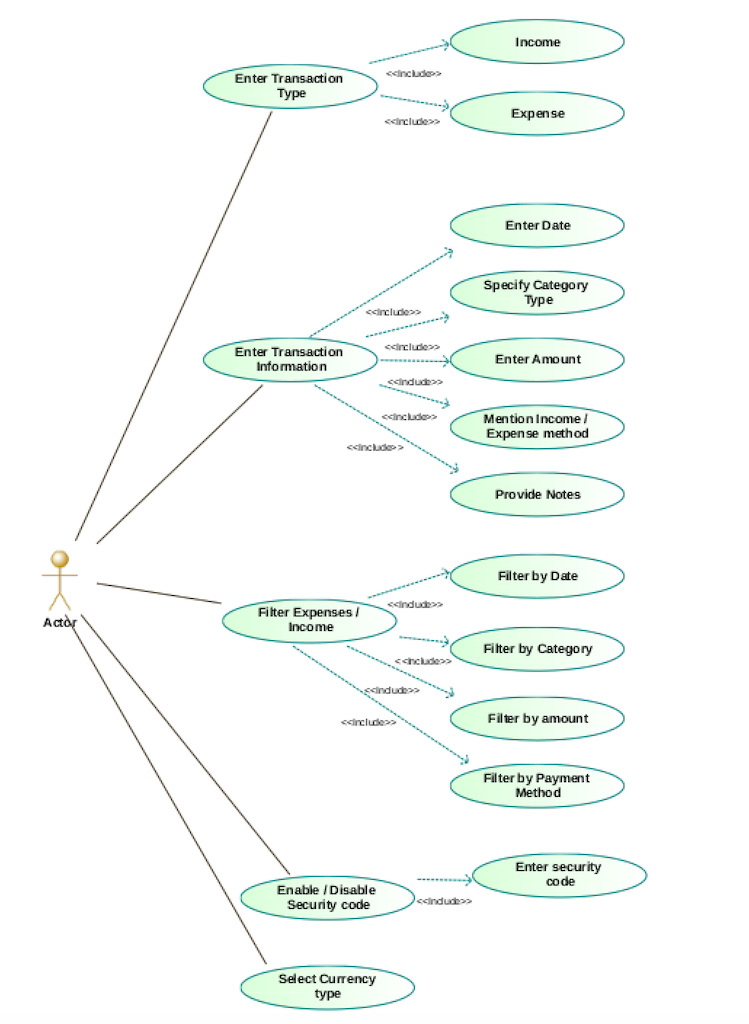 Income
<<Include>>
Enter Transaction
Type
Expense
<<Include>>
Enter Date
Specify Category
Type
<<Include>>
<<Include>>
Enter Transaction
Information
Enter Amount
<<Include>>
<<Include>>
Mention Income /
Expense method
<<Include>>
Provide Notes
Filter by Date
<<Include>>
Actor
Filter Expenses /
Income
Filter by Category
<<Include>>
<<Include>>
Filter by amount
<<Include>>
Filter by Payment
Method
Enter security
code
Enable / Disable
Security code
<<Include>>
Select Currency
type